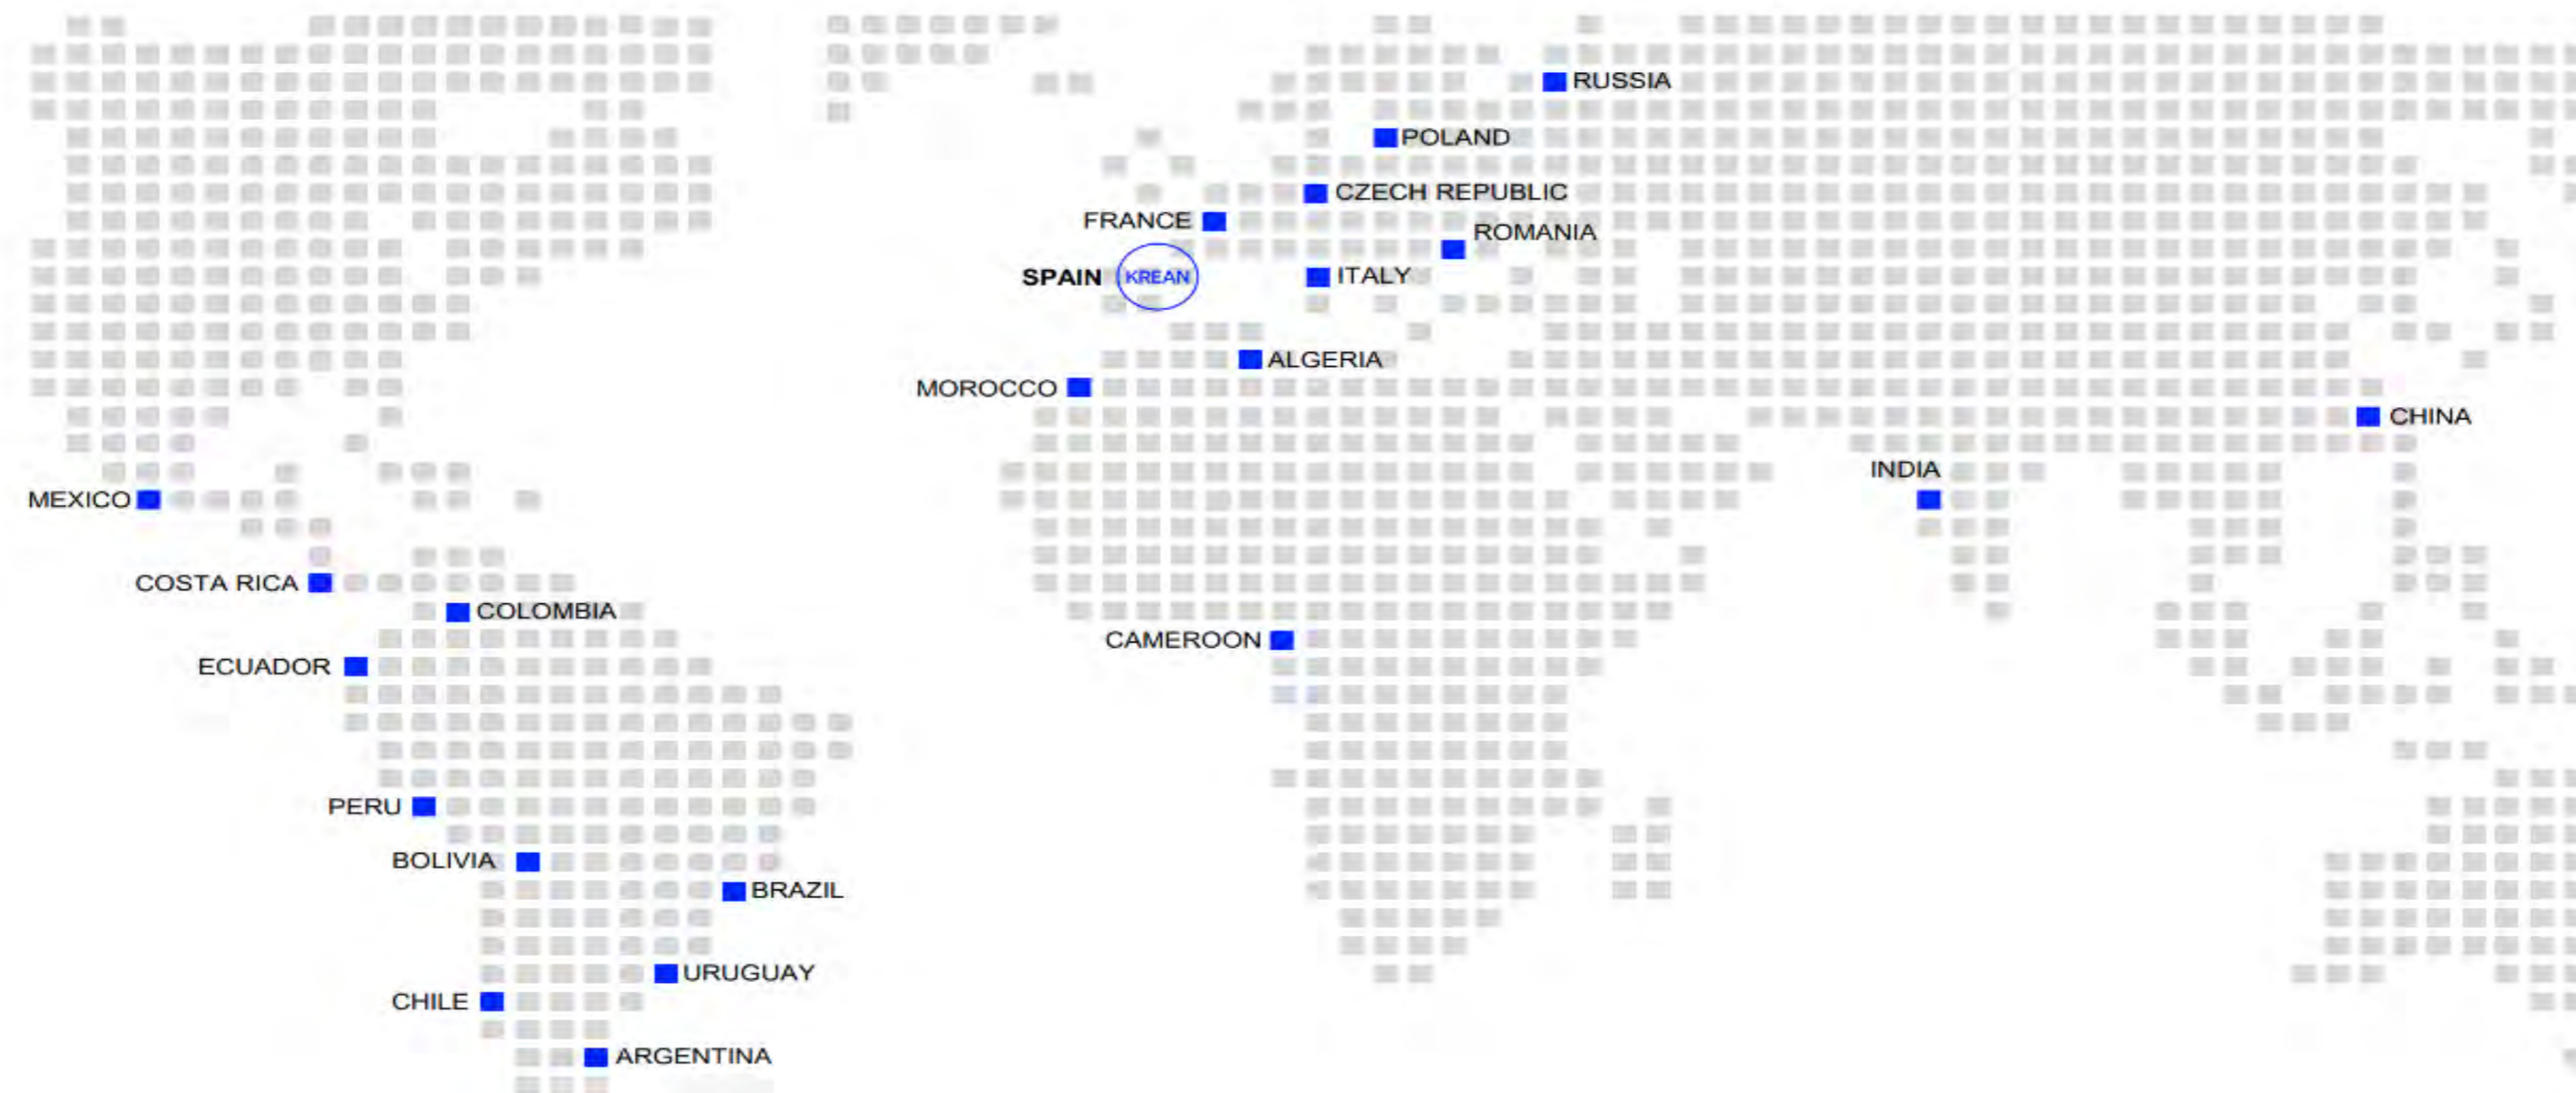 RUSSIA
POLAND
CZECH REPUBLIC
FRANCE
ROMANIA
SPAIN KREAN
ITALY
ALGERIA
MOROCCO
CHINA
INDIA
MEXICO
COSTA RICA
COLOMBIA
CAMEROON
ECUADOR
PERU
BOLIVIA
BRAZIL
URUGUAY
CHILE
ARGENTINA